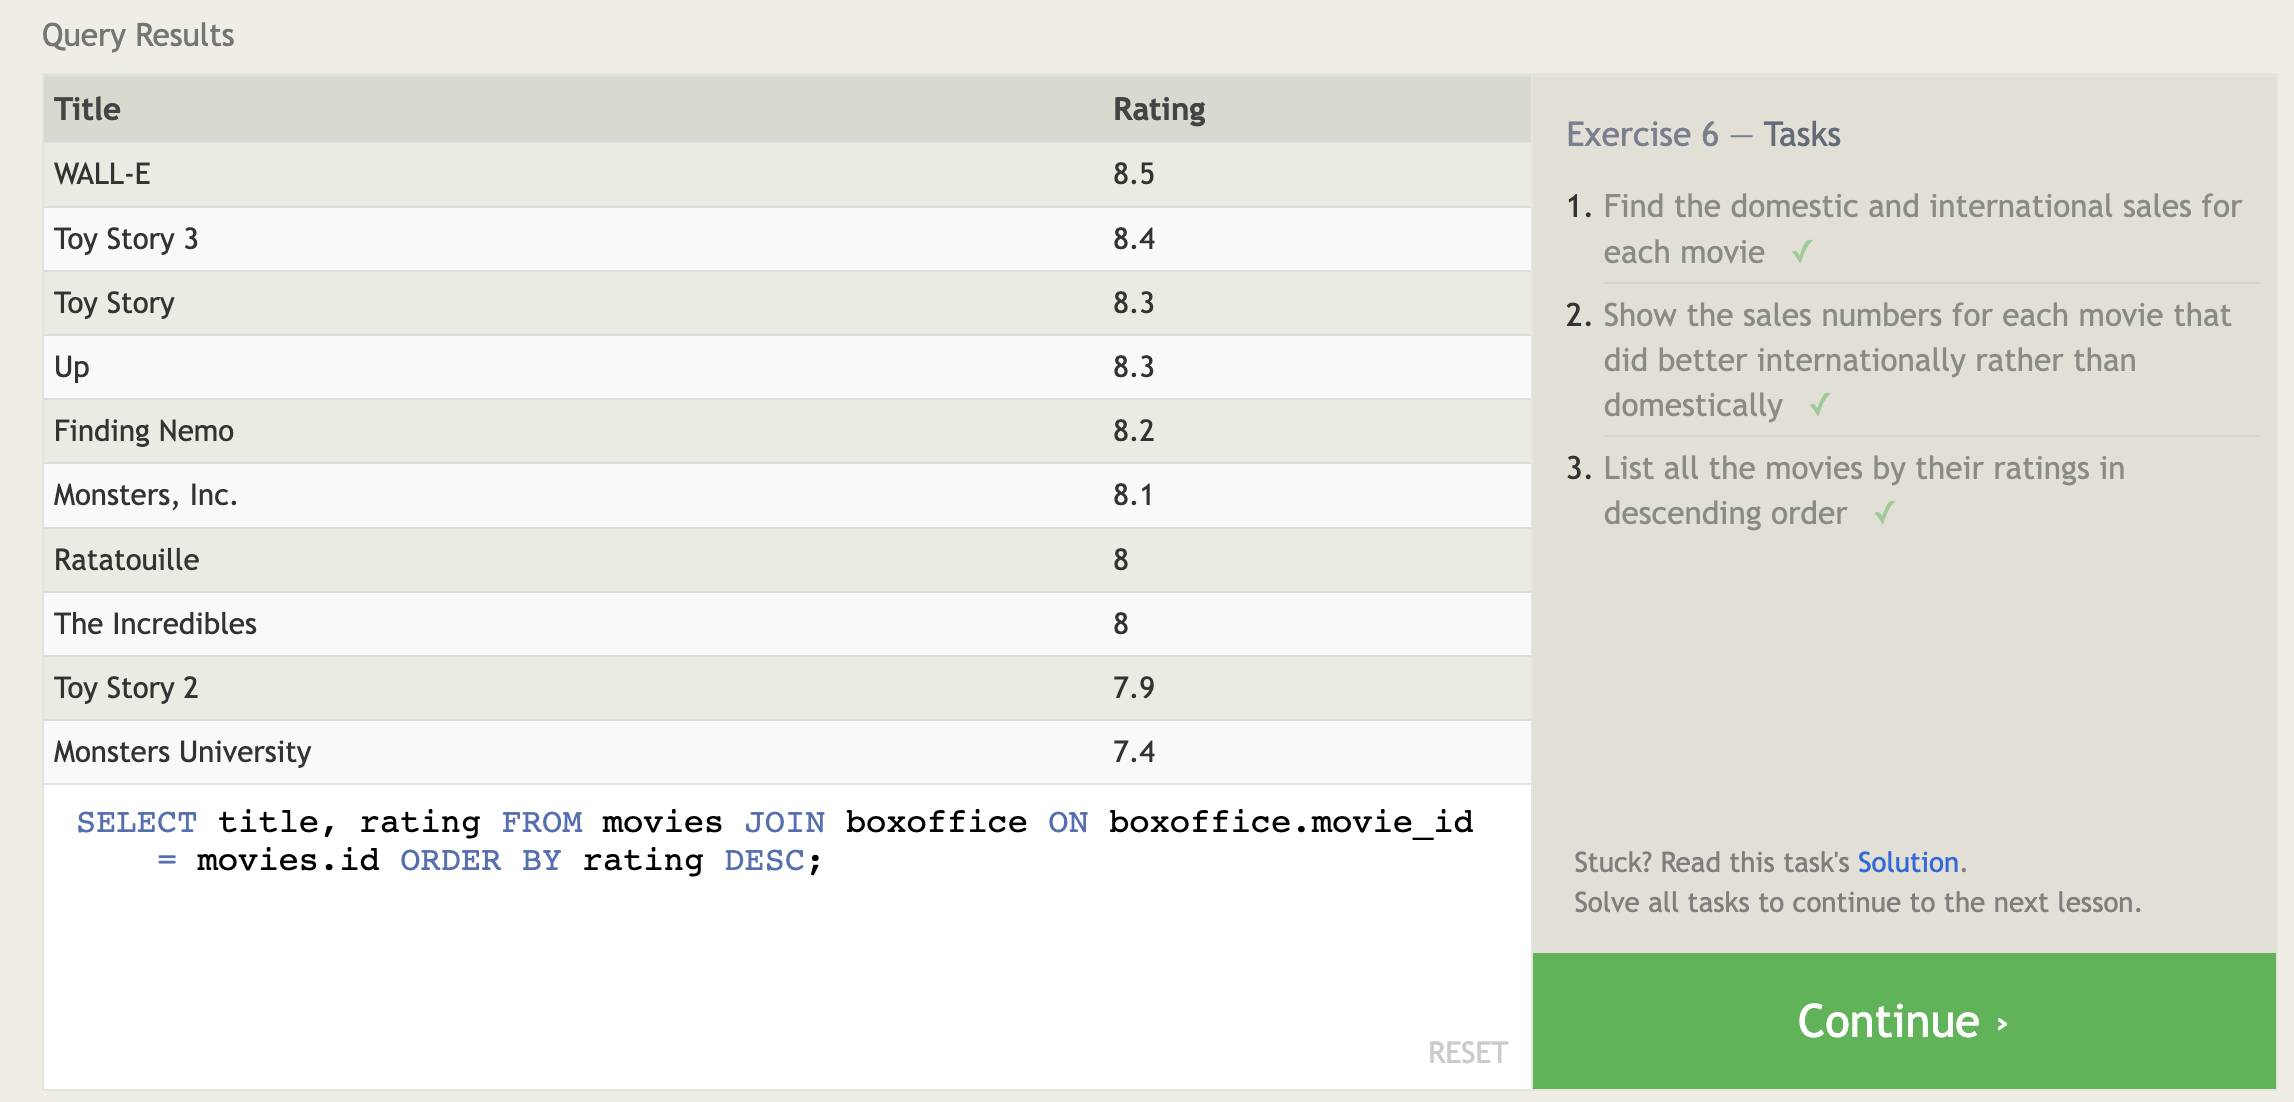 Query Results
Title Rating
WALL-E 8.5
Toy Story 3 8.4
Toy Story 8.3
Up 8.3
Finding Nemo 8.2
Monsters, Inc. 8.1
Ratatouille 8
The Incredibles 8
Toy Story 2 7.9
Monsters University 7.4
SELECT title, rating FROM movies JOIN boxoffice ON boxoffice.movie_id
= movies.id ORDER BY rating DESC;
RESET
Exercise 6 — Tasks
1. Find the domestic and international sales for
each movie ✓
2. Show the sales numbers for each movie that
did better internationally rather than
domestically ✓
3. List all the movies by their ratings in
descending order ✓
Stuck? Read this task's Solution.
Solve all tasks to continue to the next lesson.
Continue ›